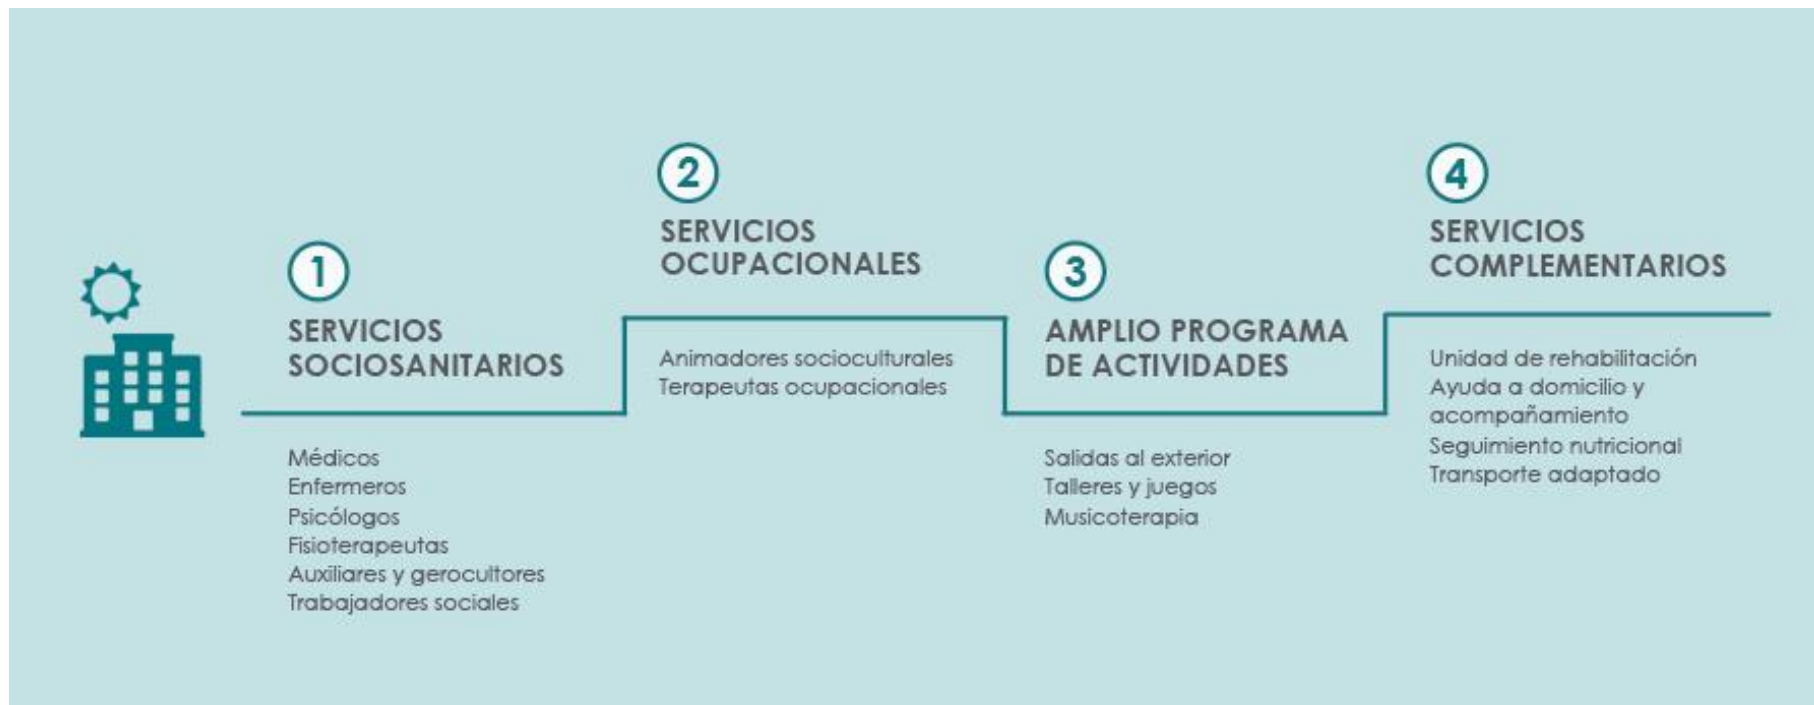 1
SERVICIOS
SOCIOSANITARIOS
Médicos
Enfermeros
Psicólogos
Fisioterapeutas
Auxiliares y gerocultores
Trabajadores sociales
2
SERVICIOS
OCUPACIONALES
Animadores socioculturales
Terapeutas ocupacionales
3
AMPLIO PROGRAMA
DE ACTIVIDADES
Salidas al exterior
Talleres y juegos
Musicoterapia
4
SERVICIOS
COMPLEMENTARIOS
Unidad de rehabilitación
Ayuda a domicilio y
acompañamiento
Seguimiento nutricional
Transporte adaptado